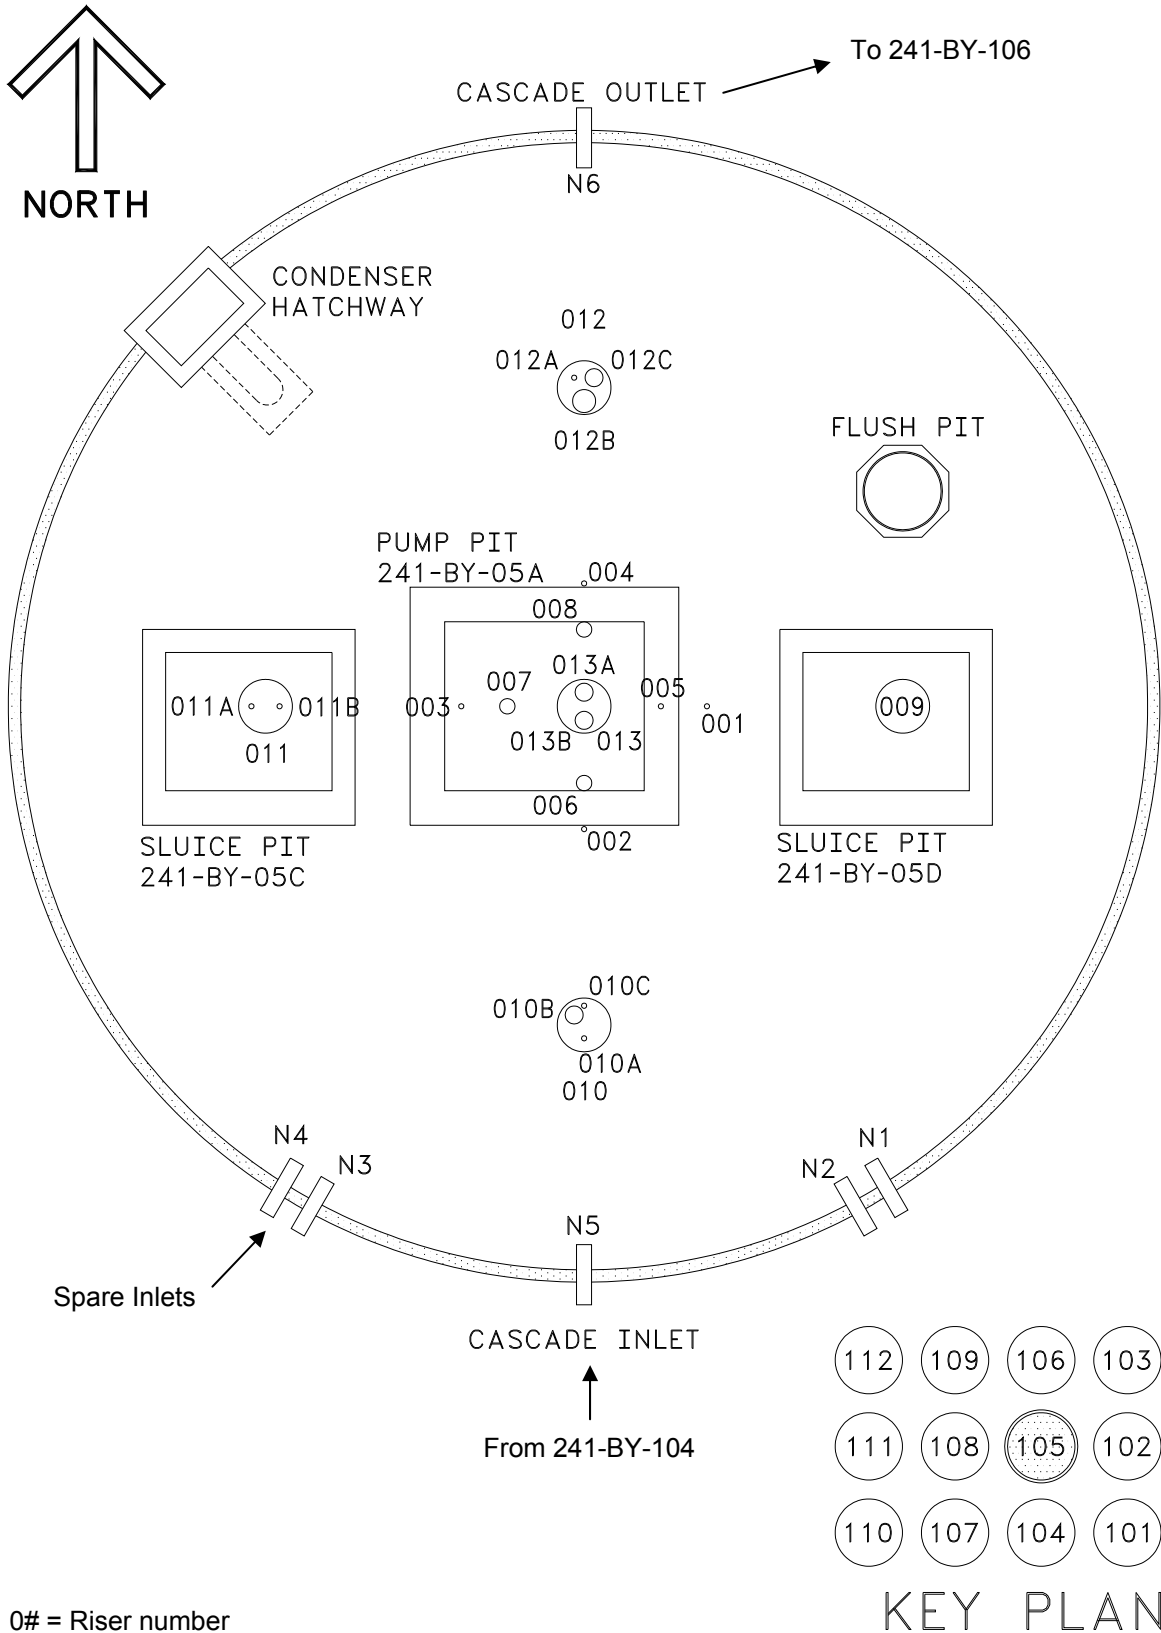 To 241-BY-106
CASCADE OUTLET
N6
NORTH
CONDENSER
HATCHWAY
012
012A
012C
012B
FLUSH PIT
PUMP PIT
241-BY-05A
004
008
013A
007
003
005
001
013B
013
006
002
011A
011B
011
009
SLUICE PIT
241-BY-05C
SLUICE PIT
241-BY-05D
010C
010B
010A
010
N4
N3
N1
N2
N5
Spare Inlets
CASCADE INLET
From 241-BY-104
112 109 106 103
111 108 105 102
110 107 104 101
KEY PLAN
0# = Riser number